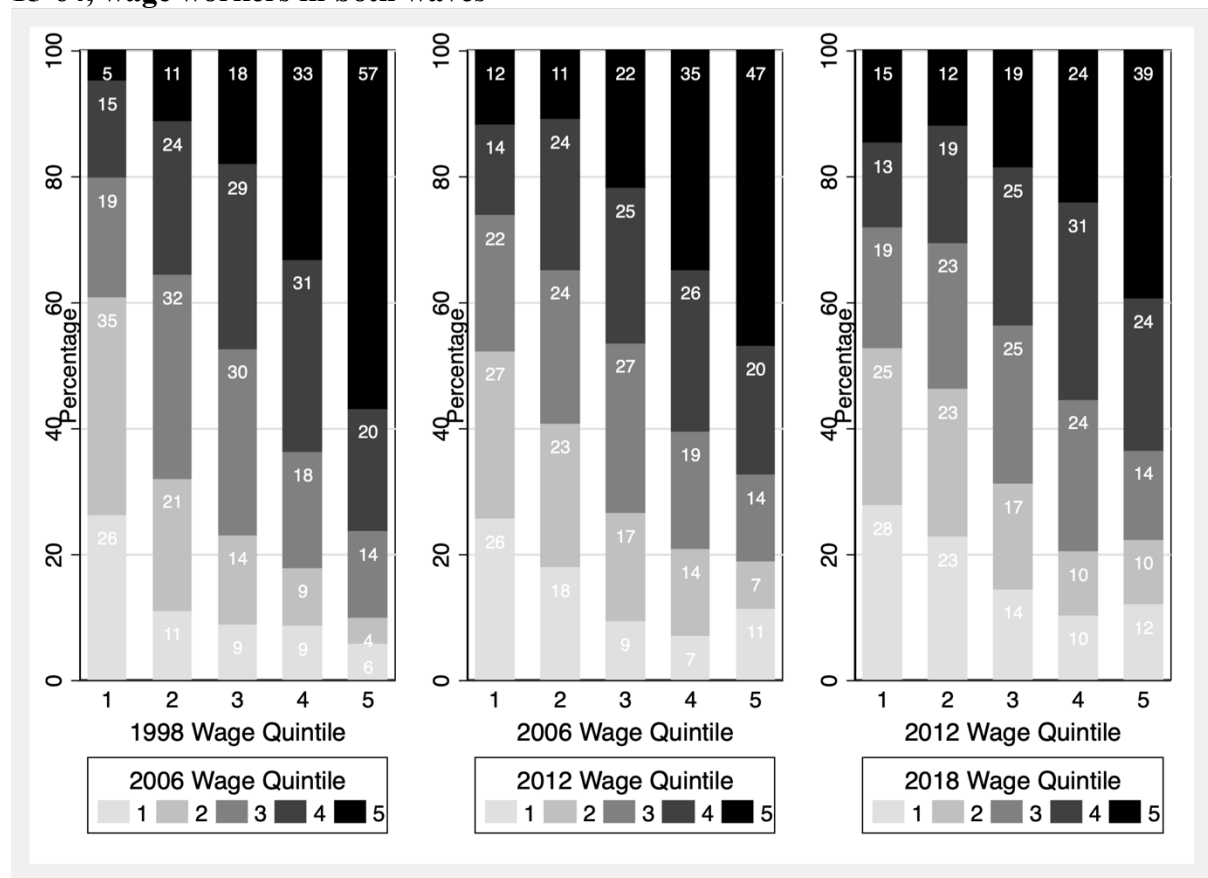 15-64, wage workers in both waves
100
80
60
40
20
0
Percentage
5 11 18 33 57
15 24 29 31 20
19 32 30 18 14
35 21 14 9 4
26 11 9 9 6
1 2 3 4 5
1998 Wage Quintile
2006 Wage Quintile
1 2 3 4 5
100
80
60
40
20
0
Percentage
12 11 22 35 47
14 24 25 26 20
22 24 27 19 14
27 23 17 14 7
26 18 9 7 11
1 2 3 4 5
2006 Wage Quintile
2012 Wage Quintile
1 2 3 4 5
100
80
60
40
20
0
Percentage
15 12 19 24 39
13 19 25 31 24
19 23 25 24 14
25 23 17 10 10
28 23 14 10 12
1 2 3 4 5
2012 Wage Quintile
2018 Wage Quintile
1 2 3 4 5